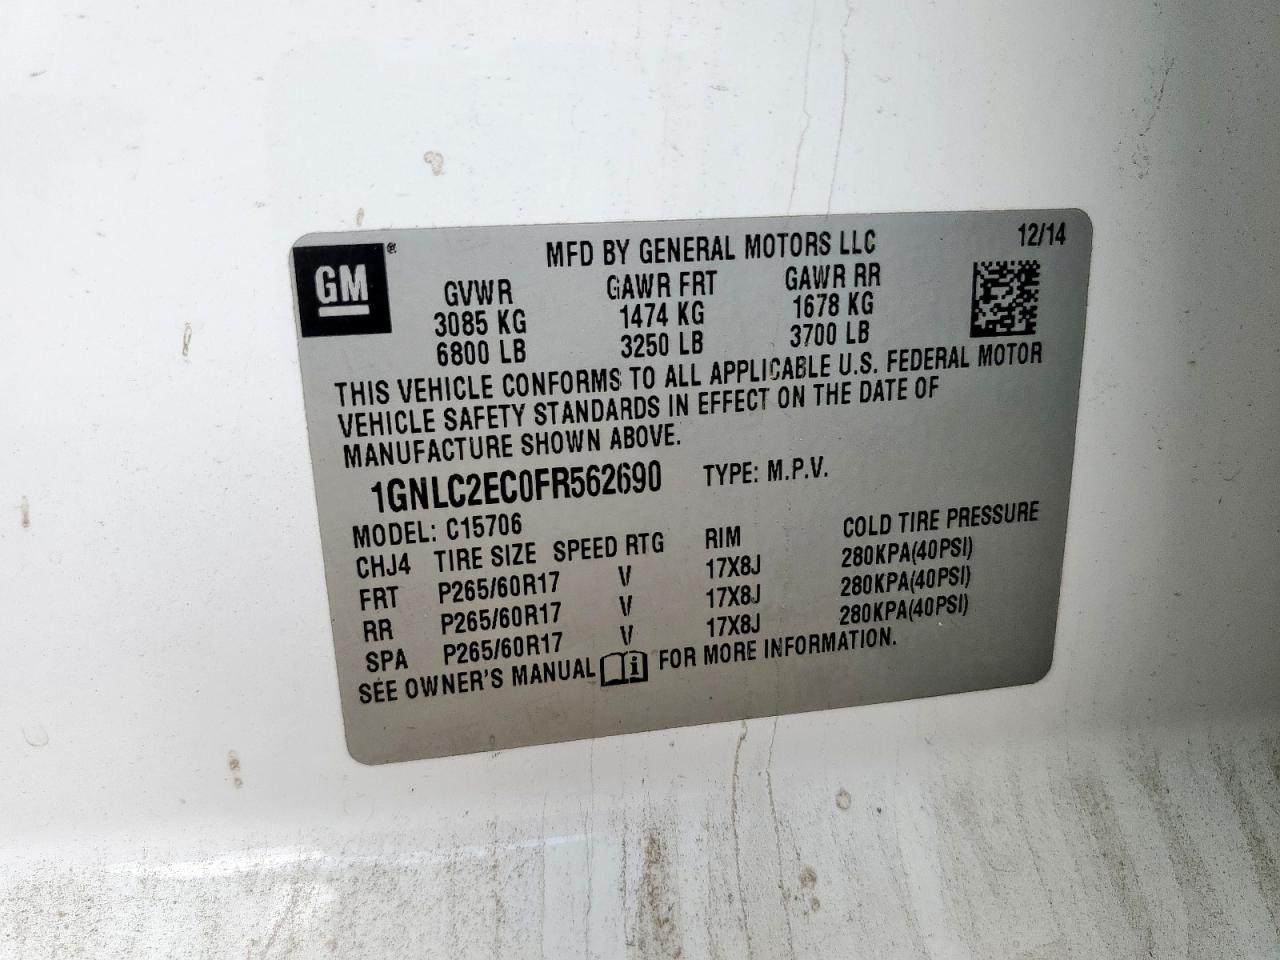 GM®
MFD BY GENERAL MOTORS LLC 12/14
GVWR GAWR FRT GAWR RR
3085 KG 1474 KG 1678 KG
6800 LB 3250 LB 3700 LB
THIS VEHICLE CONFORMS TO ALL APPLICABLE U.S. FEDERAL MOTOR
VEHICLE SAFETY STANDARDS IN EFFECT ON THE DATE OF
MANUFACTURE SHOWN ABOVE.
1GNLC2EC0FR562690 TYPE: M.P.V.
MODEL: C15706
CHJ4 TIRE SIZE SPEED RTG RIM COLD TIRE PRESSURE
FRT P265/60R17 V 17X8J 280KPA(40PSI)
RR P265/60R17 V 17X8J 280KPA(40PSI)
SPA P265/60R17 V 17X8J 280KPA(40PSI)
SEE OWNER'S MANUAL FOR MORE INFORMATION.